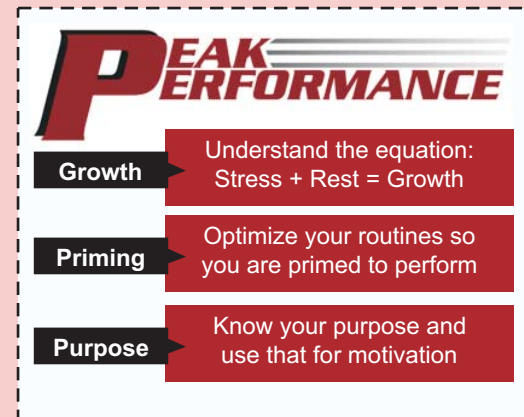 PEAK
PERFORMANCE
Growth
Understand the equation:
Stress + Rest = Growth
Priming
Optimize your routines so
you are primed to perform
Purpose
Know your purpose and
use that for motivation